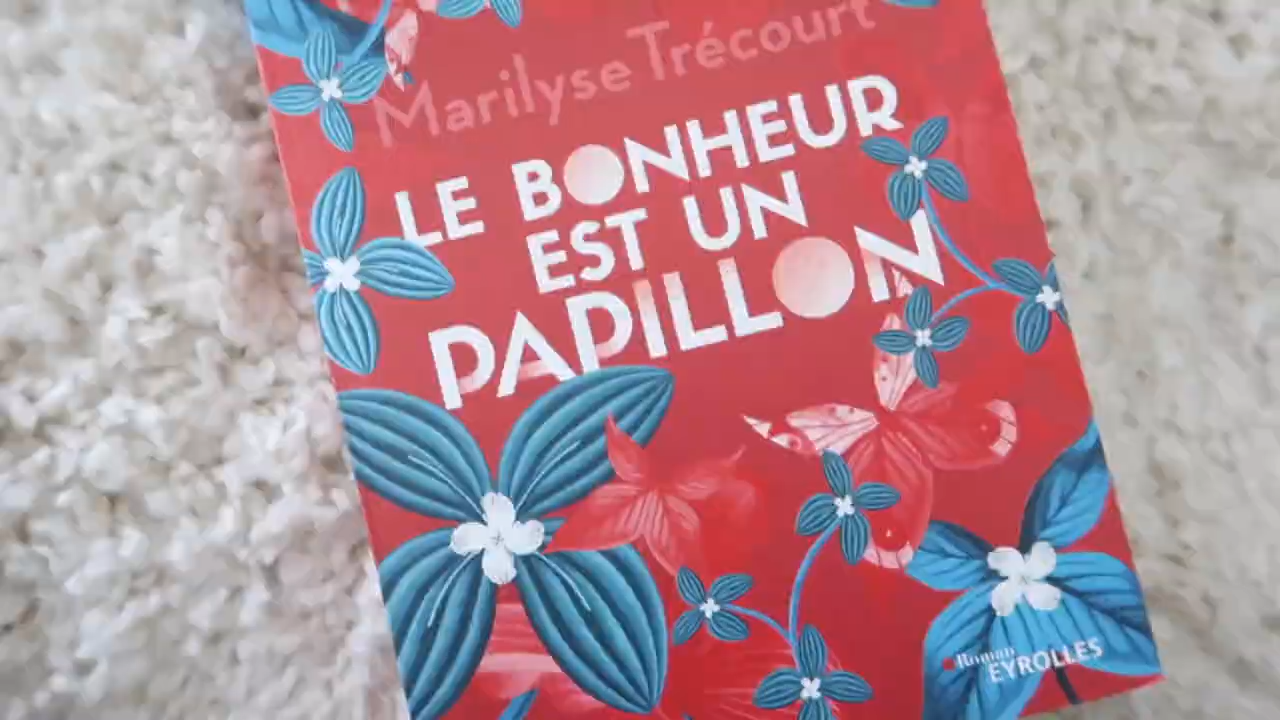 Marilyse Trécourt
LE BONHEUR
EST UN
PAPILLON
Roman
EYROLLES